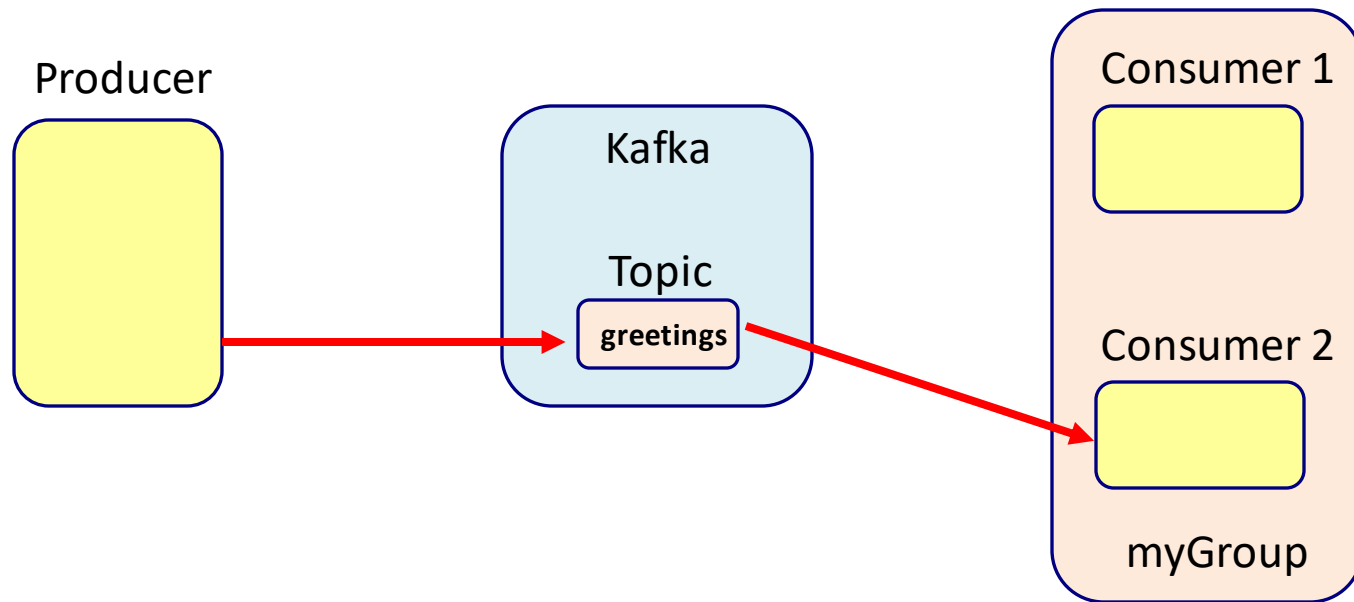 Producer
Kafka
Topic
greetings
Consumer 1
Consumer 2
myGroup